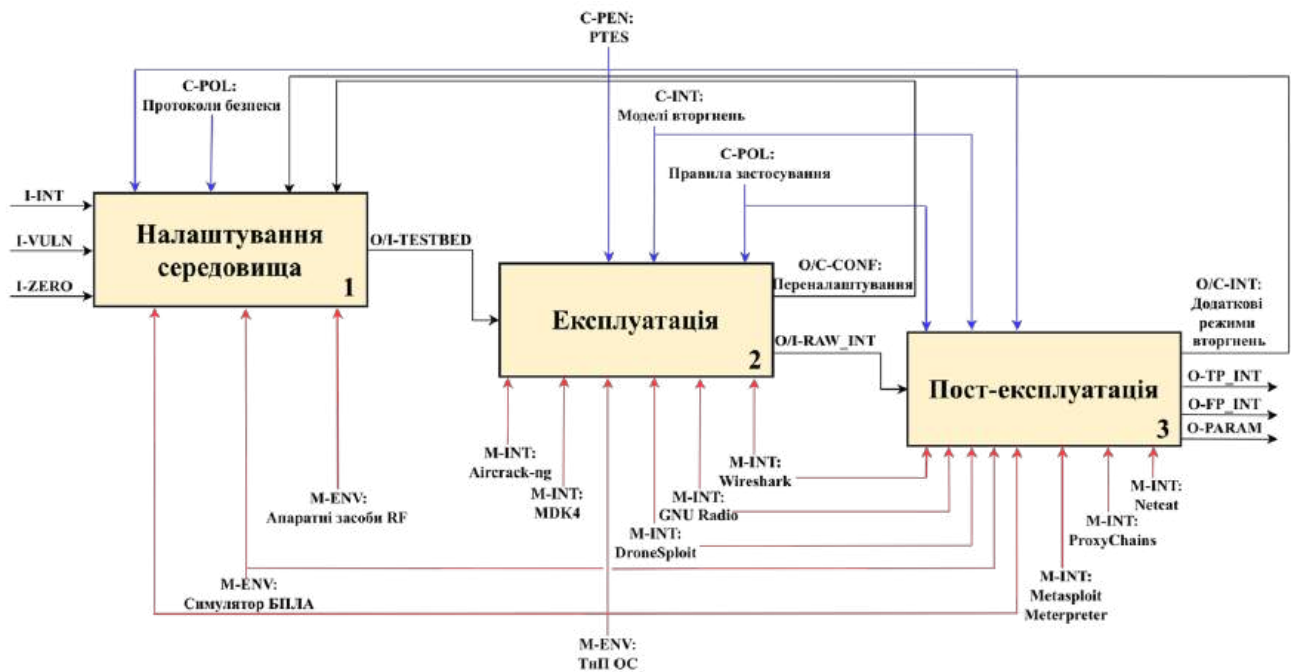 C-PEN:
PTES
C-POL:
Протоколи безпеки
C-INT:
Моделі вторгнень
C-POL:
Правила застосування
I-INT
I-VULN
I-ZERO
Налаштування
середовища
1
O/I-TESTBED
O/C-CONF:
Переналаштування
O/C-INT:
Додаткові
режими
вторгнень
Експлуатація
2
O/I-RAW_INT
Пост-експлуатація
3
O-TP_INT
O-FP_INT
O-PARAM
M-INT:
Aircrack-ng
M-INT:
MDK4
M-INT:
Wireshark
M-INT:
GNU Radio
M-INT:
DroneSploit
M-INT:
Netcat
M-INT:
ProxyChains
M-INT:
Metasploit
Meterpreter
M-ENV:
Апаратні засоби RF
M-ENV:
Симулятор БПЛА
M-ENV:
ТнП ОС